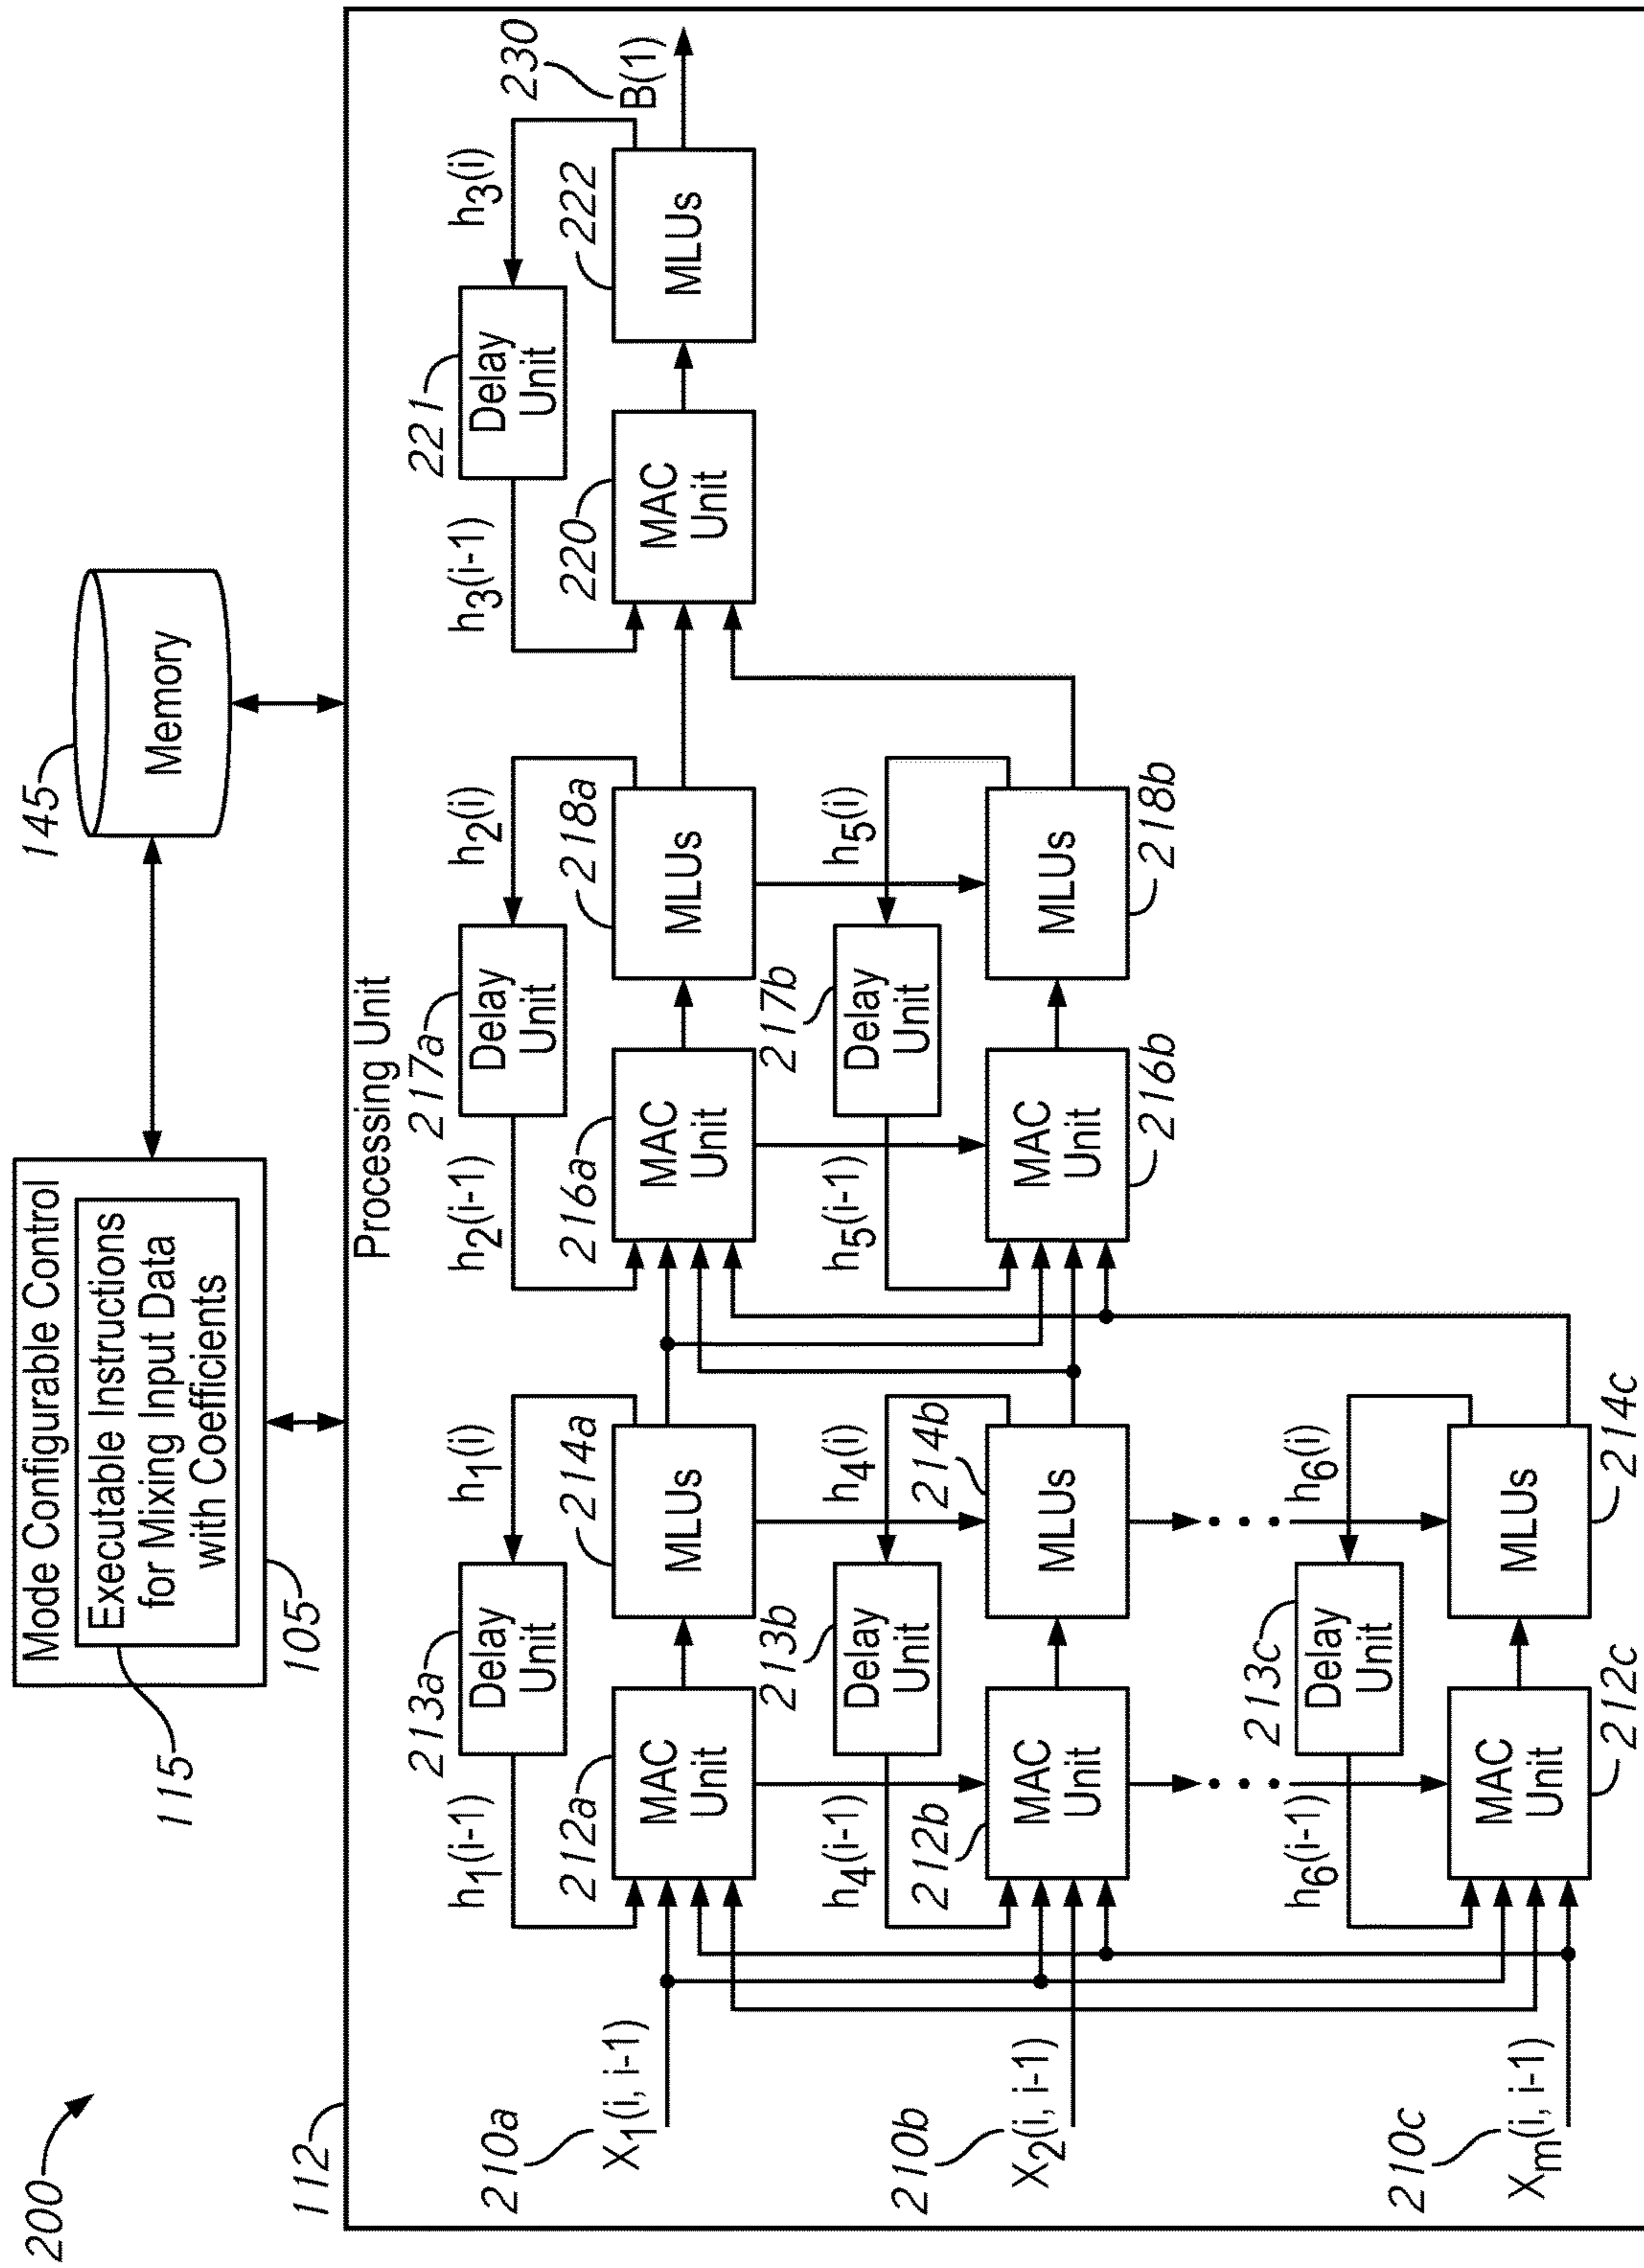 200
Mode Configurable Control
Executable Instructions
for Mixing Input Data
with Coefficients
115
105
145
Memory
112
Processing Unit
210a
X1(i, i-1)
h1(i-1)
213a
Delay
Unit
h1(i)
212a
MAC
Unit
214a
MLUs
h2(i-1)
217a
Delay
Unit
h2(i)
216a
MAC
Unit
218a
MLUs
h3(i-1)
221
Delay
Unit
h3(i)
220
MAC
Unit
222
MLUs
230
B(1)
210b
X2(i, i-1)
h4(i-1)
213b
Delay
Unit
h4(i)
212b
MAC
Unit
214b
MLUs
h5(i-1)
217b
Delay
Unit
h5(i)
MAC
Unit
216b
MLUs
218b
210c
Xm(i, i-1)
h6(i-1)
213c
Delay
Unit
h6(i)
MAC
Unit
212c
MLUs
214c